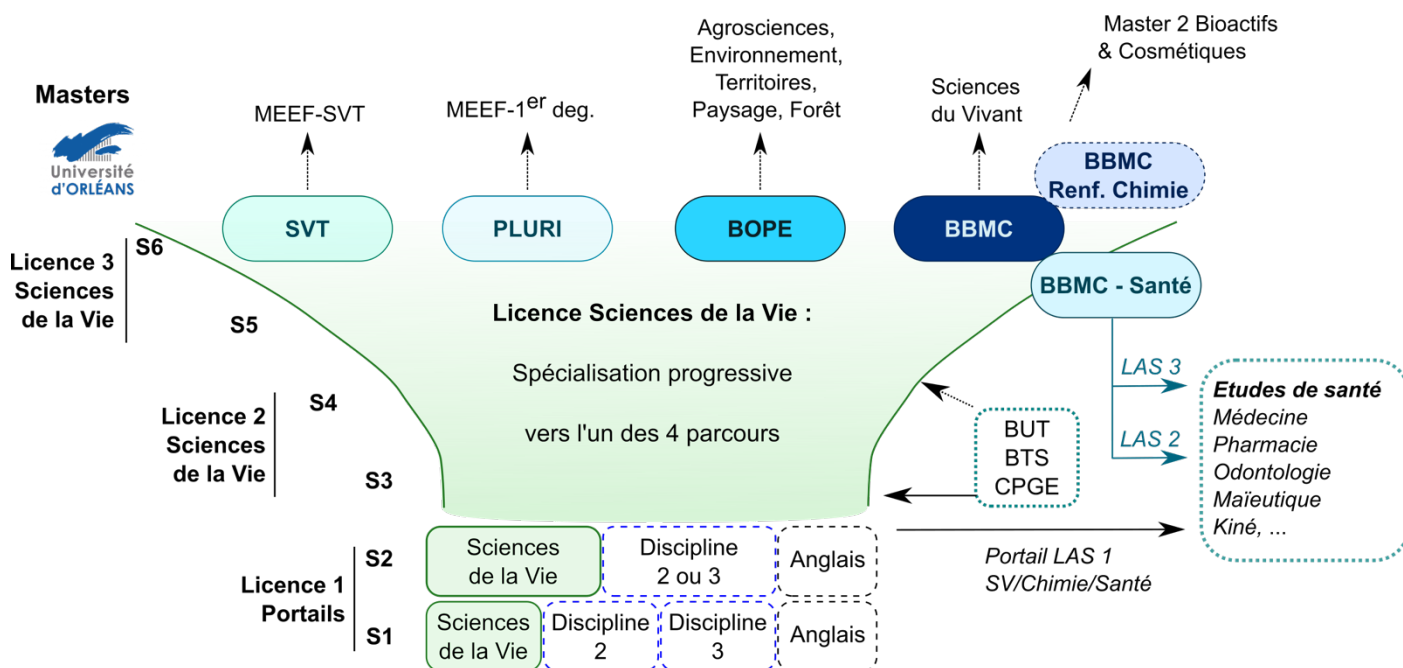 Masters
Université
d'ORLÉANS
MEEF-SVT
MEEF-1er deg.
Agrosciences,
Environnement,
Territoires,
Paysage, Forêt
Sciences
du Vivant
Master 2 Bioactifs
& Cosmétiques
SVT
PLURI
BOPE
BBMC
BBMC
Renf. Chimie
BBMC - Santé
Licence 3
Sciences
de la Vie
S6
S5
Licence Sciences de la Vie :
Spécialisation progressive
vers l'un des 4 parcours
Licence 2
Sciences
de la Vie
S4
S3
BUT
BTS
CPGE
LAS 3
LAS 2
Etudes de santé
Médecine
Pharmacie
Odontologie
Maïeutique
Kiné, ...
Licence 1
Portails
S2
Sciences
de la Vie
Discipline
2 ou 3
Anglais
Portail LAS 1
SV/Chimie/Santé
S1
Sciences
de la Vie
Discipline
2
Discipline
3
Anglais